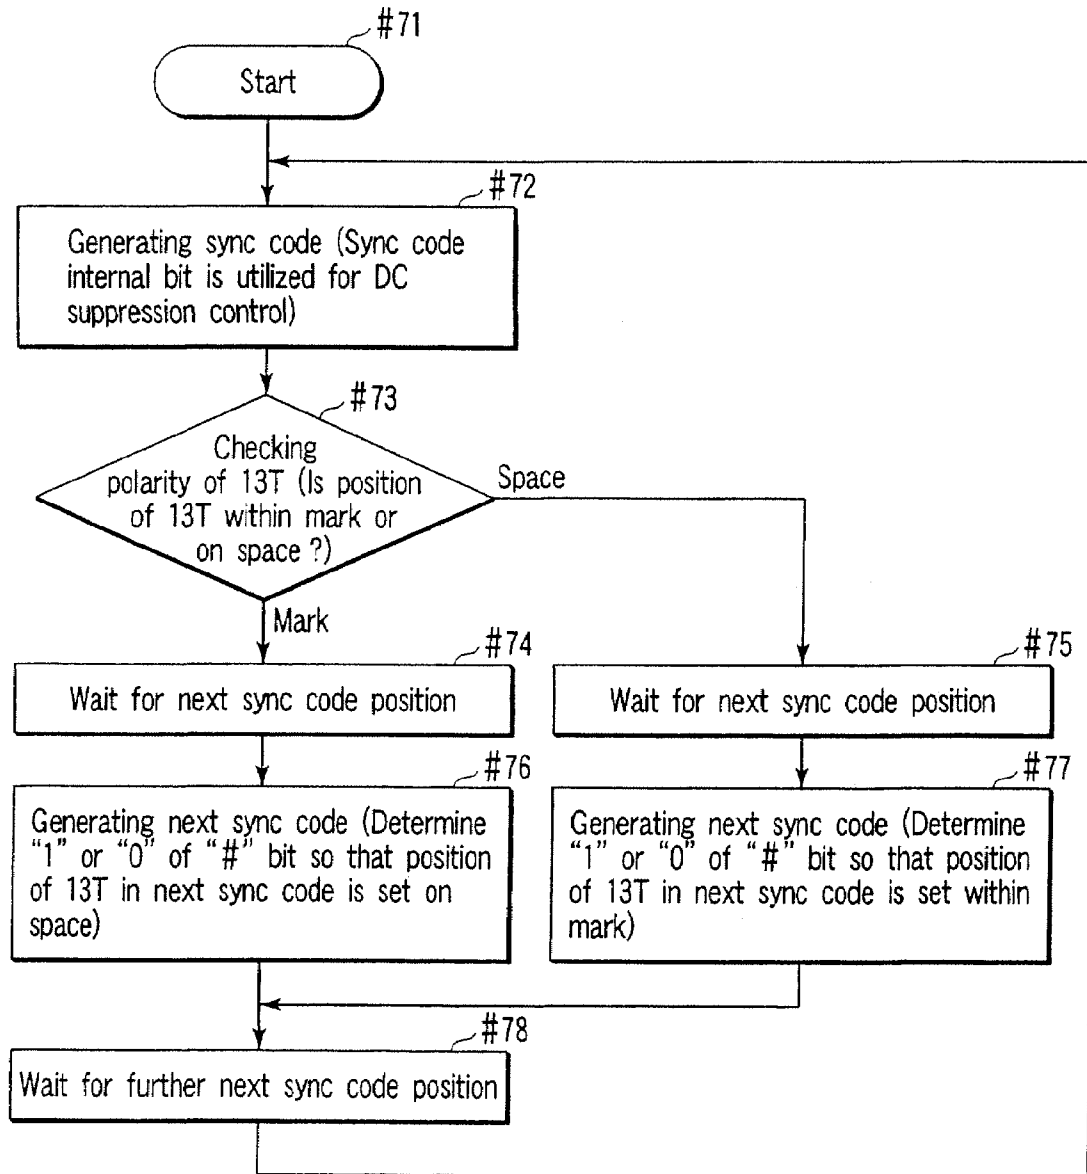 #71
Start
#72
Generating sync code (Sync code
internal bit is utilized for DC
suppression control)
#73
Checking
polarity of 13T (Is position
of 13T within mark or
on space ?)
Space
Mark
#74
Wait for next sync code position
#75
Wait for next sync code position
#76
Generating next sync code (Determine
“1” or “0” of “#” bit so that position
of 13T in next sync code is set on
space)
#77
Generating next sync code (Determine
“1” or “0” of “#” bit so that position
of 13T in next sync code is set within
mark)
#78
Wait for further next sync code position